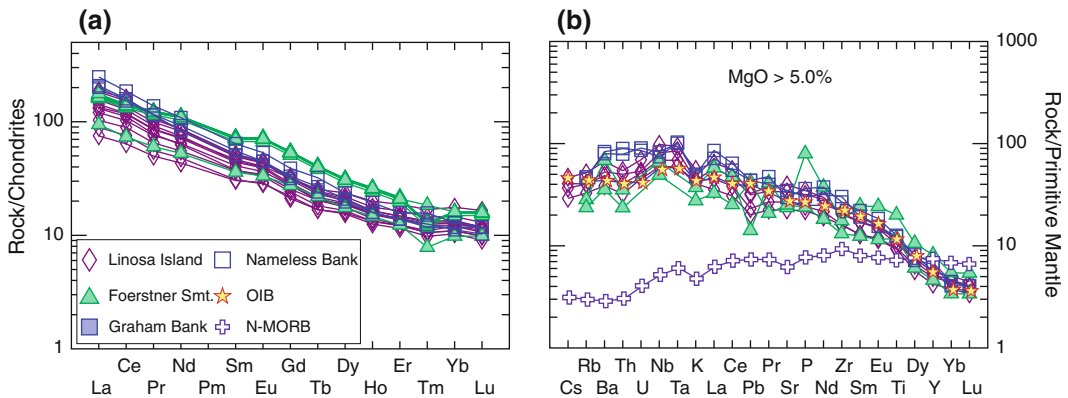 (a)
Rock/Chondrites
100
10
1
Linosa Island
Nameless Bank
Foerstner Smt.
OIB
Graham Bank
N-MORB
Ce Nd Sm Gd Dy Er Yb
La Pr Pm Eu Tb Ho Tm Lu
(b)
MgO > 5.0%
1000
100
10
1
Rock/Primitive Mantle
Rb Th Nb K Ce Pr P Zr Eu Dy Yb
Cs Ba U Ta La Pb Sr Nd Sm Ti Y Lu